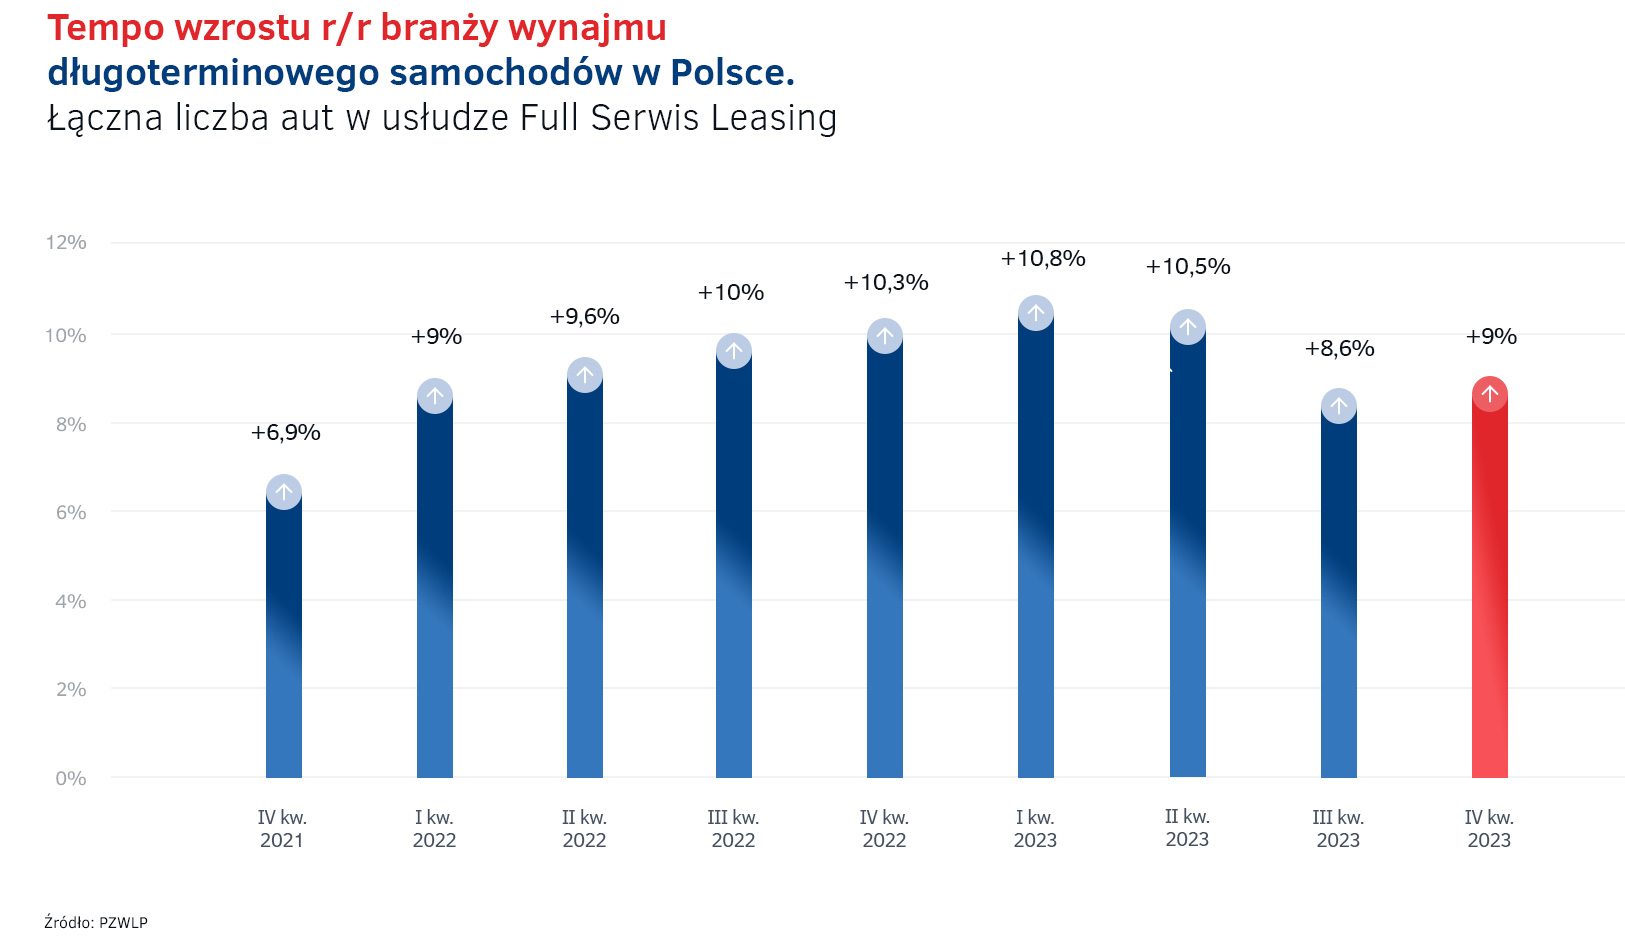 Tempo wzrostu r/r branży wynajmu
długoterminowego samochodów w Polsce.
Łączna liczba aut w usłudze Full Serwis Leasing
12%
10%
8%
6%
4%
2%
0%
+6,9%
+9%
+9,6%
+10%
+10,3%
+10,8%
+10,5%
+8,6%
+9%
IV kw.
2021
I kw.
2022
II kw.
2022
III kw.
2022
IV kw.
2022
I kw.
2023
II kw.
2023
III kw.
2023
IV kw.
2023
Źródło: PZWLP